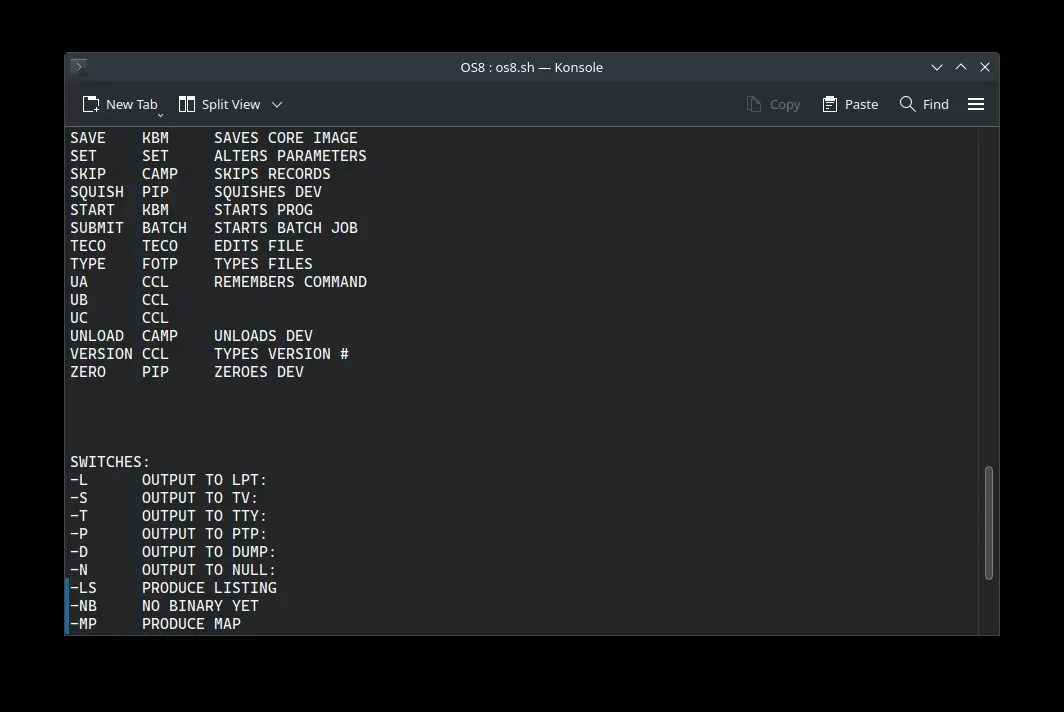 OS8 : os8.sh — Konsole
New Tab Split View Copy Paste Find
SAVE KBM SAVES CORE IMAGE
SET SET ALTERS PARAMETERS
SKIP CAMP SKIPS RECORDS
SQUISH PIP SQUISHES DEV
START KBM STARTS PROG
SUBMIT BATCH STARTS BATCH JOB
TECO TECO EDITS FILE
TYPE FOTP TYPES FILES
UA CCL REMEMBERS COMMAND
UB CCL
UC CCL
UNLOAD CAMP UNLOADS DEV
VERSION CCL TYPES VERSION #
ZERO PIP ZEROES DEV
SWITCHES:
-L OUTPUT TO LPT:
-S OUTPUT TO TV:
-T OUTPUT TO TTY:
-P OUTPUT TO PTP:
-D OUTPUT TO DUMP:
-N OUTPUT TO NULL:
-LS PRODUCE LISTING
-NB NO BINARY YET
-MP PRODUCE MAP